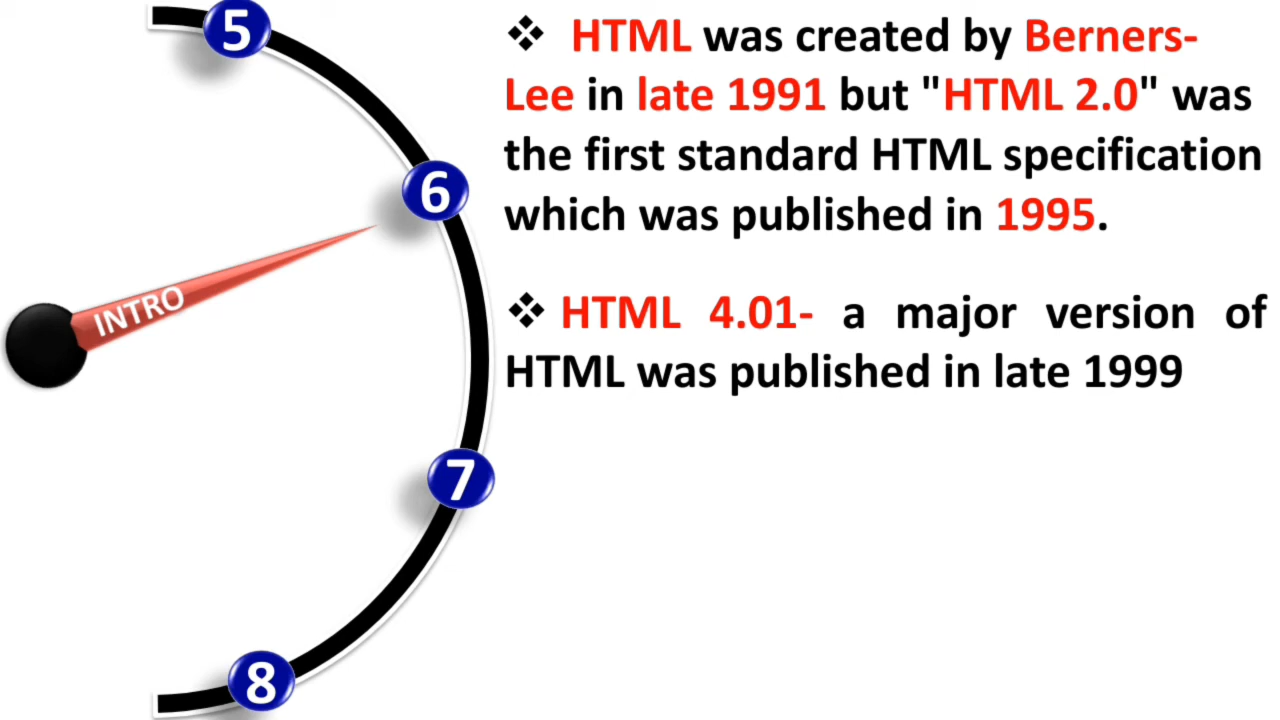 5
❖ HTML was created by Berners-
Lee in late 1991 but "HTML 2.0" was
the first standard HTML specification
which was published in 1995.
6
INTRO
❖ HTML 4.01- a major version of
HTML was published in late 1999
7
8